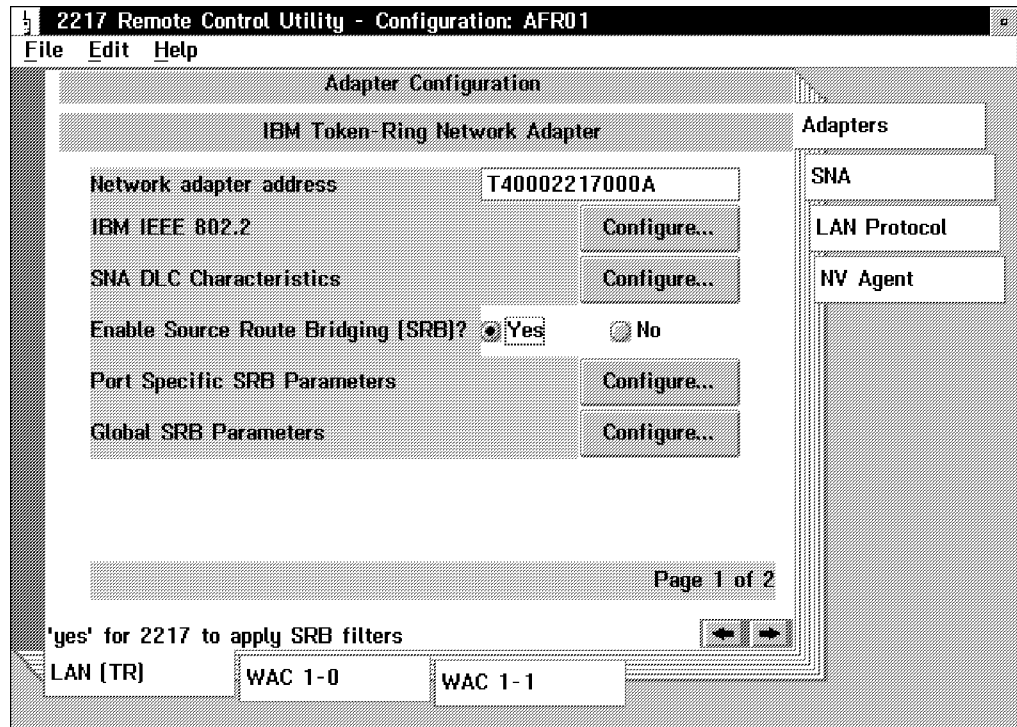 2217 Remote Control Utility - Configuration: AFR01
File Edit Help
Adapter Configuration
IBM Token-Ring Network Adapter
Adapters
SNA
LAN Protocol
NV Agent
Network adapter address T40002217000A
IBM IEEE 802.2 Configure...
SNA DLC Characteristics Configure...
Enable Source Route Bridging (SRB)? Yes No
Port Specific SRB Parameters Configure...
Global SRB Parameters Configure...
Page 1 of 2
'yes' for 2217 to apply SRB filters
LAN (TR) WAC 1-0 WAC 1-1